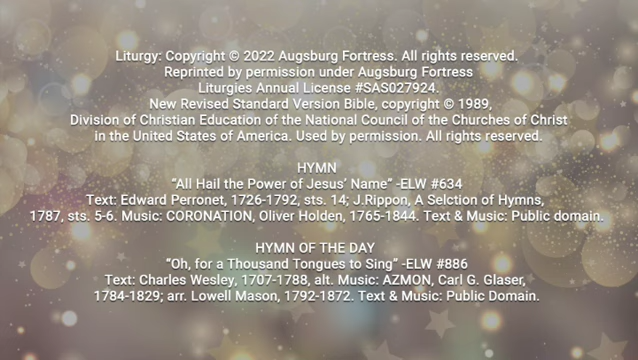 Liturgy: Copyright © 2022 Augsburg Fortress. All rights reserved.
Reprinted by permission under Augsburg Fortress
Liturgies Annual License #SAS027924.
New Revised Standard Version Bible, copyright © 1989,
Division of Christian Education of the National Council of the Churches of Christ
in the United States of America. Used by permission. All rights reserved.
HYMN
“All Hail the Power of Jesus’ Name” -ELW #634
Text: Edward Perronet, 1726-1792, sts. 14; J.Rippon, A Selction of Hymns,
1787, sts. 5-6. Music: CORONATION, Oliver Holden, 1765-1844. Text & Music: Public domain.
HYMN OF THE DAY
“Oh, for a Thousand Tongues to Sing” -ELW #886
Text: Charles Wesley, 1707-1788, alt. Music: AZMON, Carl G. Glaser,
1784-1829; arr. Lowell Mason, 1792-1872. Text & Music: Public Domain.